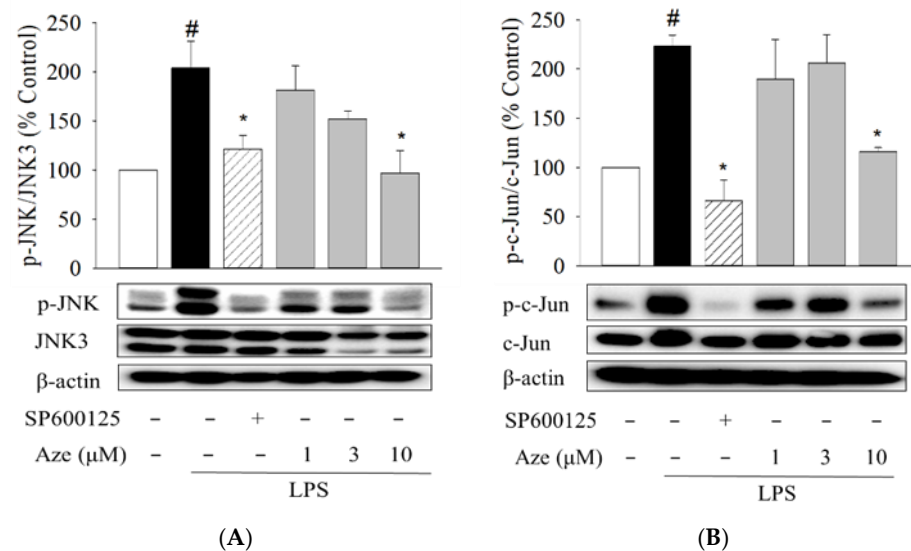 p-JNK/JNK3 (% Control)
250
200
150
100
50
0
#
*
*
p-JNK
JNK3
β-actin
SP600125 − − + − − −
Aze (μM) − − − 1 3 10
LPS
(A)
p-c-Jun/c-Jun (% Control)
250
200
150
100
50
0
#
*
*
p-c-Jun
c-Jun
β-actin
SP600125 − − + − − −
Aze (μM) − − − 1 3 10
LPS
(B)